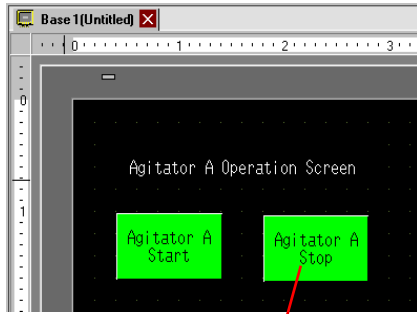 Base 1(Untitled)
0 1 2 3
0
Agitator A Operation Screen
1
Agitator A
Start
Agitator A
Stop